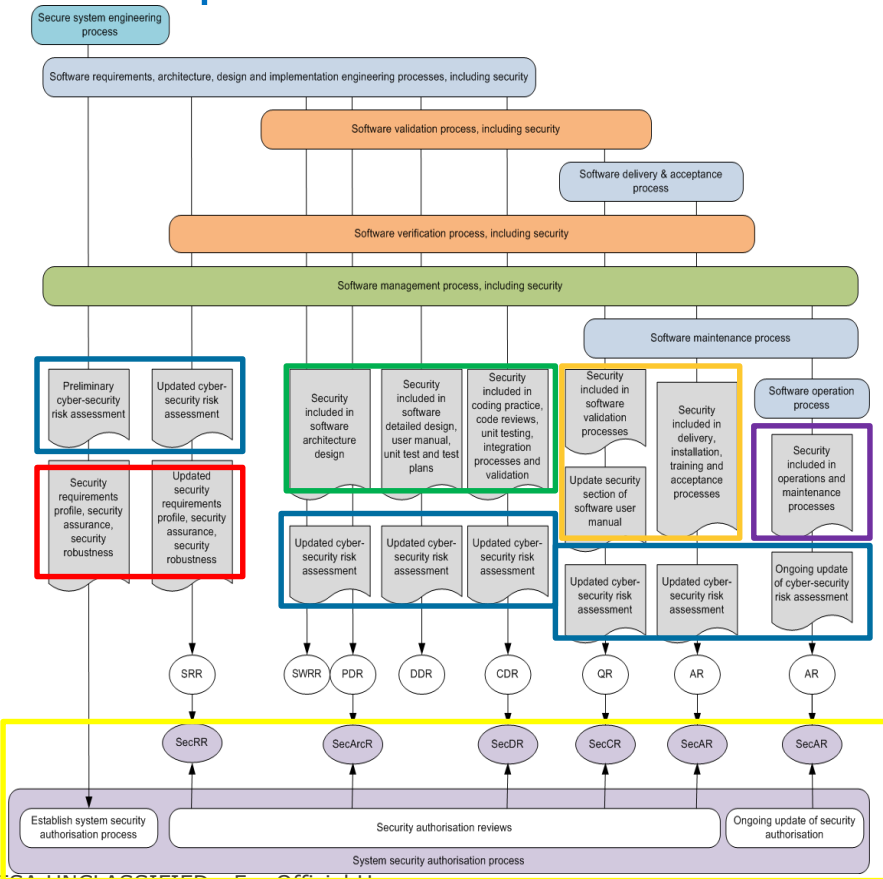 Secure system engineering
process
Software requirements, architecture, design and implementation engineering processes, including security
Software validation process, including security
Software delivery & acceptance
process
Software verification process, including security
Software management process, including security
Software maintenance process
Software operation
process
Preliminary
cyber-security
risk assessment
Updated cyber-
security risk
assessment
Security
requirements
profile, security
assurance,
security
robustness
Updated
security
requirements
profile, security
assurance,
security
robustness
Security
included in
software
architecture
design
Security
included in
software
detailed design,
user manual,
unit test and test
plans
Security
included in
coding practice,
code reviews,
unit testing,
integration
processes and
validation
Security
included in
software
validation
processes
Update security
section of
software user
manual
Security
included in
delivery,
installation,
training and
acceptance
processes
Security
included in
operations and
maintenance
processes
Updated cyber-
security risk
assessment
Updated cyber-
security risk
assessment
Updated cyber-
security risk
assessment
Updated cyber-
security risk
assessment
Updated cyber-
security risk
assessment
Ongoing update
of cyber-security
risk assessment
SRR
SWRR
PDR
DDR
CDR
QR
AR
AR
SecRR
SecArcR
SecDR
SecCR
SecAR
SecAR
Establish system security
authorisation process
Security authorisation reviews
Ongoing update of security
authorisation
System security authorisation process